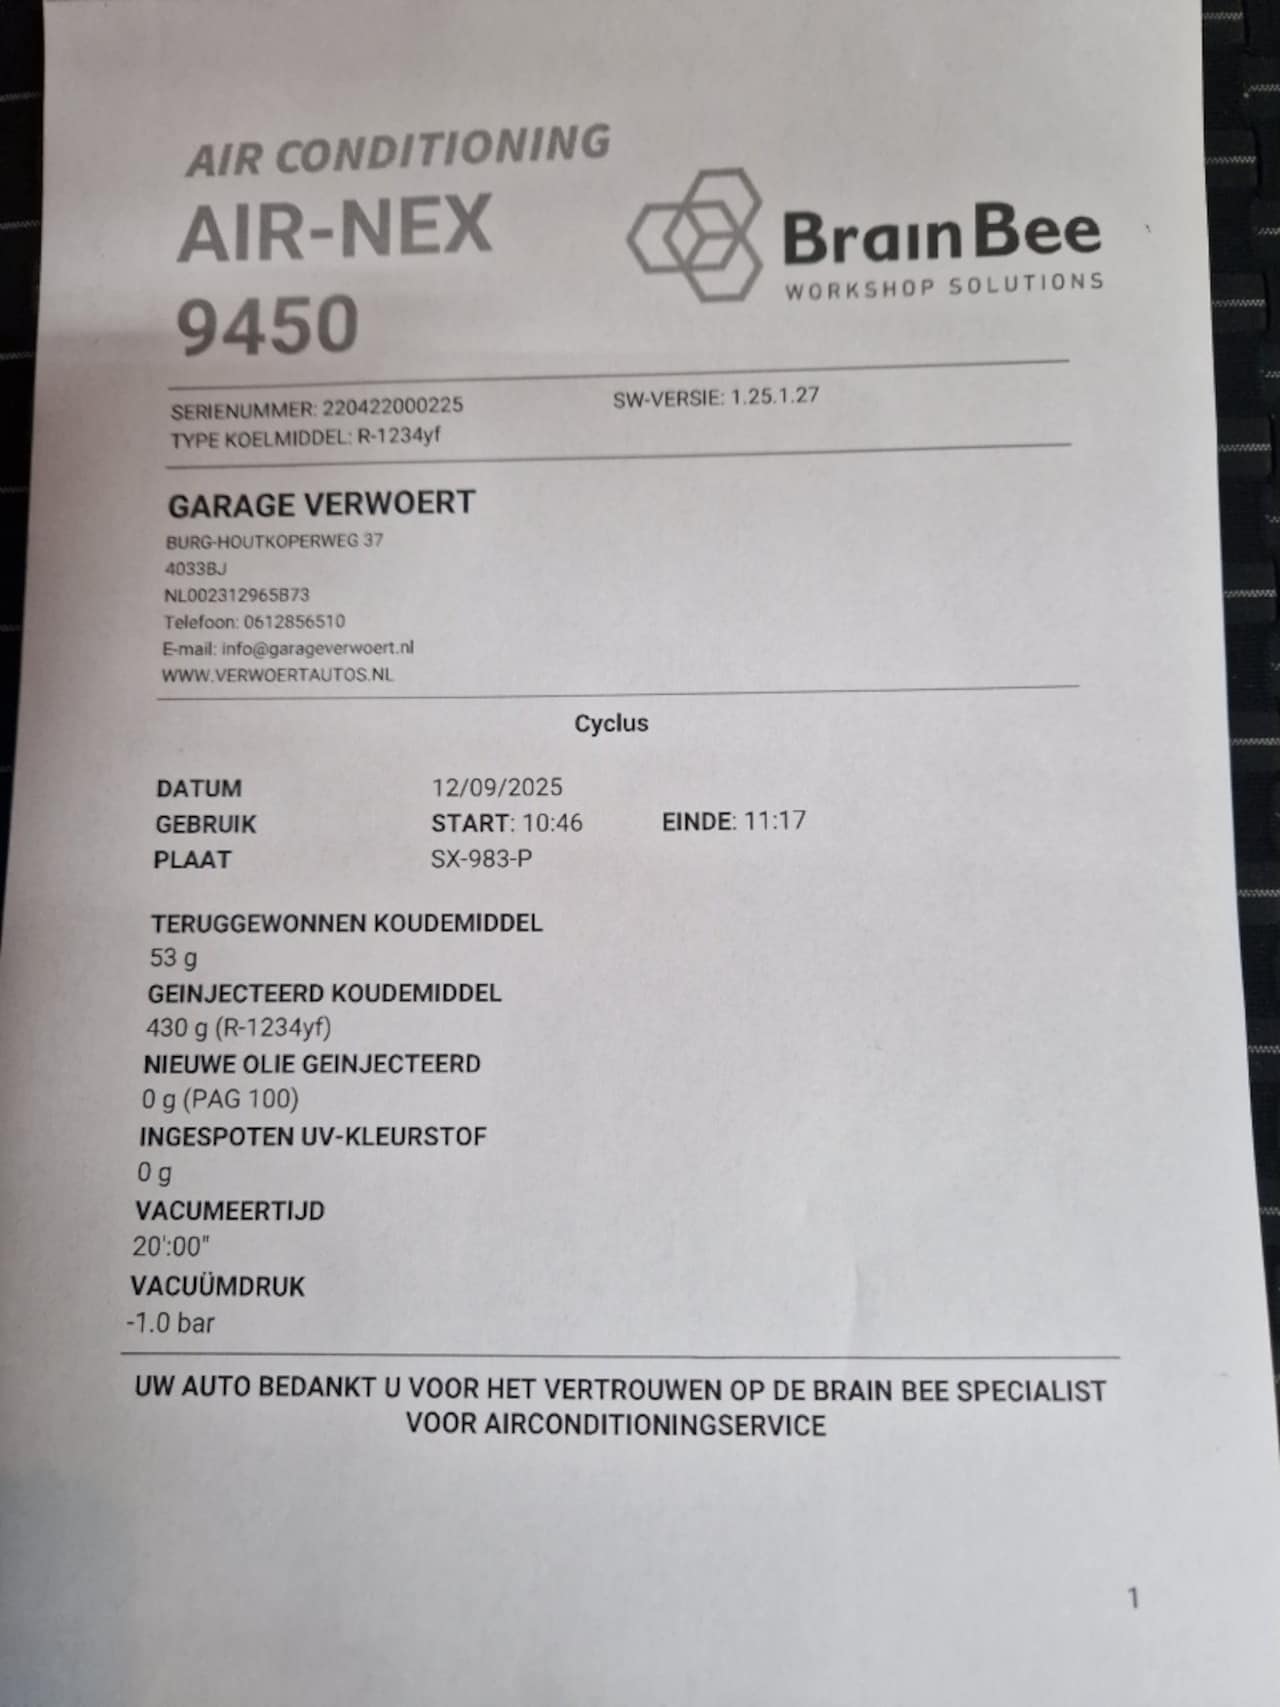 AIR CONDITIONING
AIR-NEX
9450
BrainBee
WORKSHOP SOLUTIONS
SERIENUMMER: 220422000225 SW-VERSIE: 1.25.1.27
TYPE KOELMIDDEL: R-1234yf
GARAGE VERWOERT
BURG-HOUTKOPERWEG 37
4033BJ
NL002312965B73
Telefoon: 0612856510
E-mail: info@garageverwoert.nl
WWW.VERWOERTAUTOS.NL
Cyclus
DATUM 12/09/2025
GEBRUIK START: 10:46 EINDE: 11:17
PLAAT SX-983-P
TERUGGEWONNEN KOUDEMIDDEL
53 g
GEINJECTEERD KOUDEMIDDEL
430 g (R-1234yf)
NIEUWE OLIE GEINJECTEERD
0 g (PAG 100)
INGESPOTEN UV-KLEURSTOF
0 g
VACUMEERTIJD
20':00"
VACUÜMDRUK
-1.0 bar
UW AUTO BEDANKT U VOOR HET VERTROUWEN OP DE BRAIN BEE SPECIALIST
VOOR AIRCONDITIONINGSERVICE
1